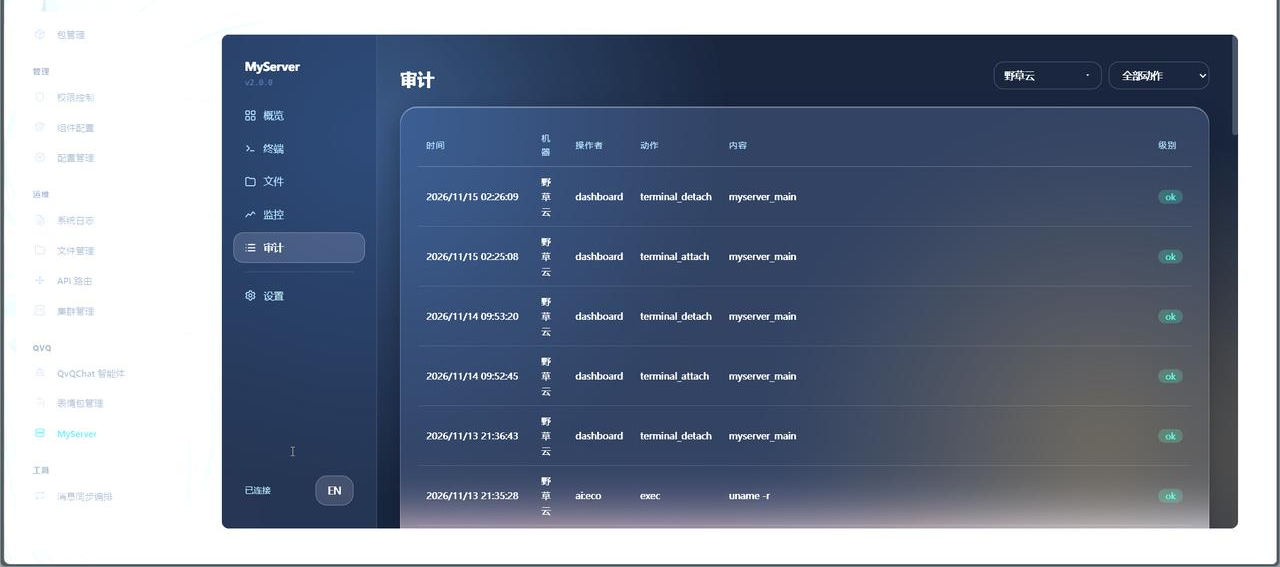 包管理
管理
权限控制
组件配置
配置管理
运维
系统日志
文件管理
API 路由
集群管理
QVQ
QvQChat 智能体
表情包管理
MyServer
工具
消息同步编排
MyServer
v2.0.0
概览
终端
文件
监控
审计
设置
已连接
EN
审计
野草云
全部动作
时间 机器 操作者 动作 内容 级别
2026/11/15 02:26:09 野草云 dashboard terminal_detach myserver_main ok
2026/11/15 02:25:08 野草云 dashboard terminal_attach myserver_main ok
2026/11/14 09:53:20 野草云 dashboard terminal_detach myserver_main ok
2026/11/14 09:52:45 野草云 dashboard terminal_attach myserver_main ok
2026/11/13 21:36:43 野草云 dashboard terminal_detach myserver_main ok
2026/11/13 21:35:28 野草云 ai:eco exec uname -r ok